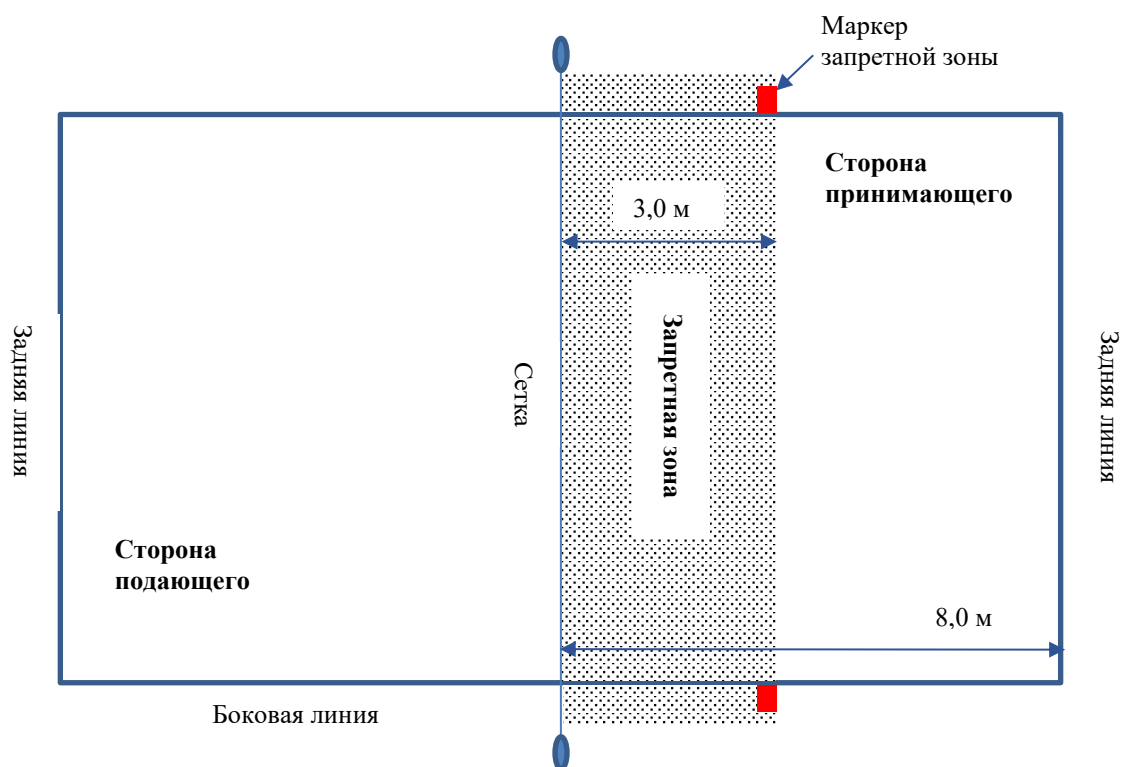 Маркер
запретной зоны
Сторона
принимающего
3,0 м
Задняя линия
Сетка
Запретная зона
Задняя линия
Сторона
подающего
8,0 м
Боковая линия